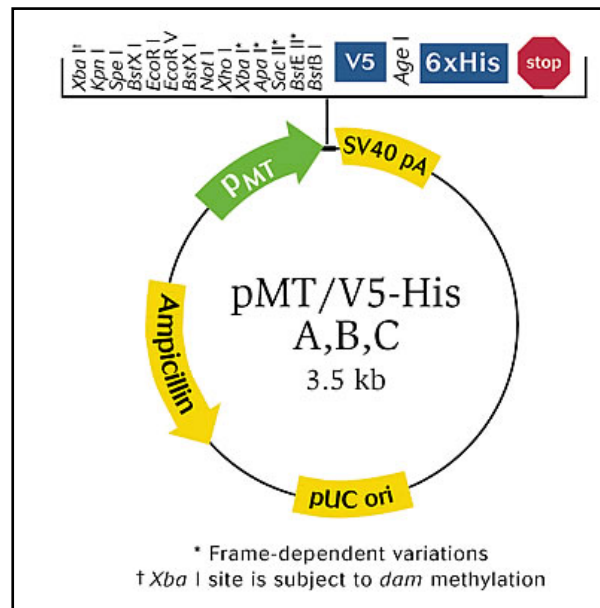 Xba I†
Kpn I
Spe I
BstX I
EcoR I
EcoR V
BstX I
Not I
Xho I
Xba I*
Apa I*
Sac II*
BstE II*
BstB I
V5
Age I
6xHis
stop
PMT
SV40 pA
Ampicillin
pUC ori
pMT/V5-His
A,B,C
3.5 kb
* Frame-dependent variations
† Xba I site is subject to dam methylation